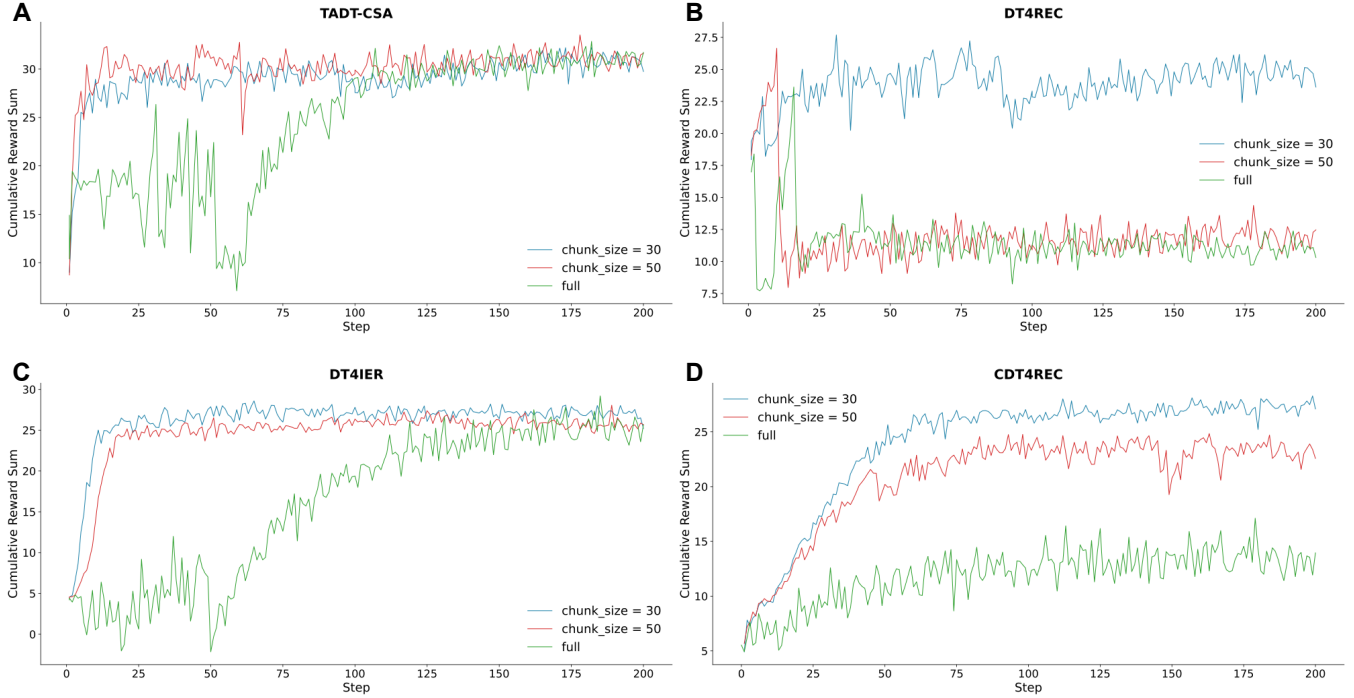 A
TADT-CSA
Cumulative Reward Sum
30
25
20
15
10
chunk_size = 30
chunk_size = 50
full
0 25 50 75 100 125 150 175 200
Step
B
DT4REC
Cumulative Reward Sum
27.5
25.0
22.5
20.0
17.5
15.0
12.5
10.0
7.5
chunk_size = 30
chunk_size = 50
full
0 25 50 75 100 125 150 175 200
Step
C
DT4IER
Cumulative Reward Sum
30
25
20
15
10
5
0
chunk_size = 30
chunk_size = 50
full
0 25 50 75 100 125 150 175 200
Step
D
CDT4REC
Cumulative Reward Sum
25
20
15
10
5
chunk_size = 30
chunk_size = 50
full
0 25 50 75 100 125 150 175 200
Step